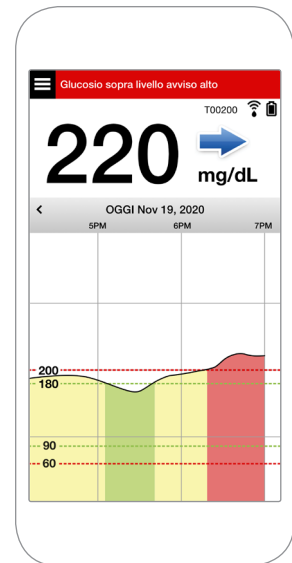 Glucosio sopra livello avviso alto
T00200
220
mg/dL
< OGGI Nov 19, 2020
5PM 6PM 7PM
200
180
90
60